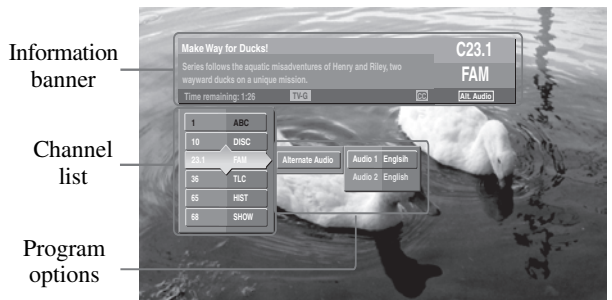 Information banner
Make Way for Ducks!
C23.1
Series follows the aquatic misadventures of Henry and Riley, two
wayward ducks on a unique mission.
FAM
Time remaining: 1:26 TV-G CC Alt. Audio
Channel list
1 ABC
10 DISC
23.1 FAM Alternate Audio Audio 1 Englsih
36 TLC Audio 2 English
65 HIST
68 SHOW
Program options